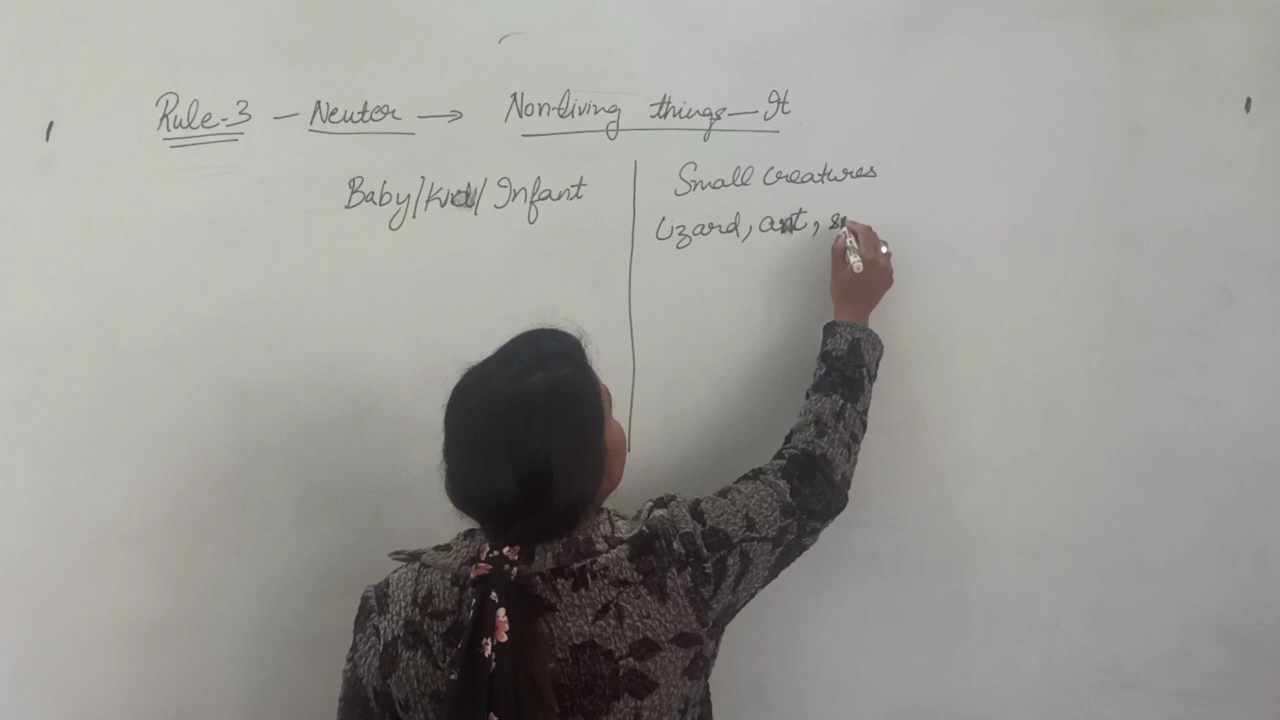 Rule-3 - Neuter → Non-living things - It
Baby/Kid/ Infant
Small creatures
Lizard, ant, s